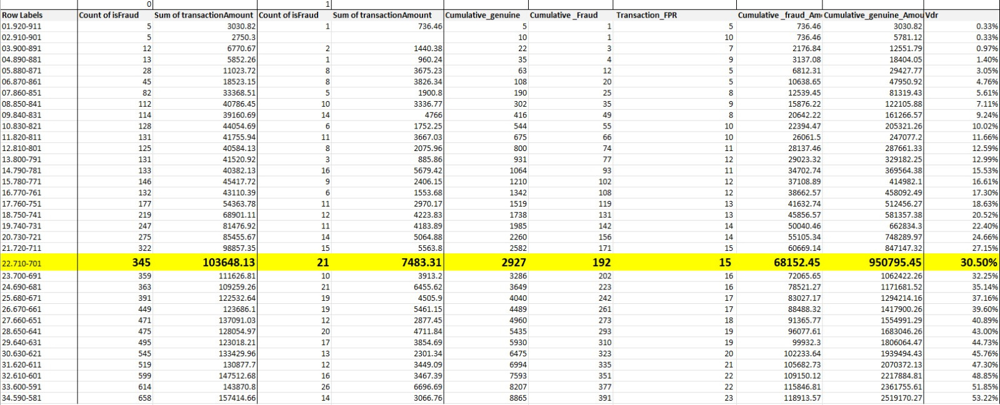 0 1
Row Labels Count of isFraud Sum of transactionAmount Count of isFraud Sum of transactionAmount Cumulative_genuine Cumulative _Fraud Transaction_FPR Cumulative _fraud_Am Cumulative_genuine_Amou Vdr
01.920-911 5 3030.82 1 736.46 5 1 5 736.46 3030.82 0.33%
02.910-901 5 2750.3 10 1 10 736.46 5781.12 0.33%
03.900-891 12 6770.67 2 1440.38 22 3 7 2176.84 12551.79 0.97%
04.890-881 13 5852.26 1 960.24 35 4 9 3137.08 18404.05 1.40%
05.880-871 28 11023.72 8 3675.23 63 12 5 6812.31 29427.77 3.05%
06.870-861 45 18523.15 8 3826.34 108 20 5 10638.65 47950.92 4.76%
07.860-851 82 33368.51 5 1900.8 190 25 8 12539.45 81319.43 5.61%
08.850-841 112 40786.45 10 3336.77 302 35 9 15876.22 122105.88 7.11%
09.840-831 114 39160.69 14 4766 416 49 8 20642.22 161266.57 9.24%
10.830-821 128 44054.69 6 1752.25 544 55 10 22394.47 205321.26 10.02%
11.820-811 131 41755.94 11 3667.03 675 66 10 26061.5 247077.2 11.66%
12.810-801 125 40584.13 8 2075.96 800 74 11 28137.46 287661.33 12.59%
13.800-791 131 41520.92 3 885.86 931 77 12 29023.32 329182.25 12.99%
14.790-781 133 40382.13 16 5679.42 1064 93 11 34702.74 369564.38 15.53%
15.780-771 146 45417.72 9 2406.15 1210 102 12 37108.89 414982.1 16.61%
16.770-761 132 43110.39 6 1553.68 1342 108 12 38662.57 458092.49 17.30%
17.760-751 177 54363.78 11 2970.17 1519 119 13 41632.74 512456.27 18.63%
18.750-741 219 68901.11 12 4223.83 1738 131 13 45856.57 581357.38 20.52%
19.740-731 247 81476.92 11 4183.89 1985 142 14 50040.46 662834.3 22.40%
20.730-721 275 85455.67 14 5064.88 2260 156 14 55105.34 748289.97 24.66%
21.720-711 322 98857.35 15 5563.8 2582 171 15 60669.14 847147.32 27.15%
22.710-701 345 103648.13 21 7483.31 2927 192 15 68152.45 950795.45 30.50%
23.700-691 359 111626.81 10 3913.2 3286 202 16 72065.65 1062422.26 32.25%
24.690-681 363 109259.26 21 6455.62 3649 223 16 78521.27 1171681.52 35.14%
25.680-671 391 122532.64 19 4505.9 4040 242 17 83027.17 1294214.16 37.16%
26.670-661 449 123686.1 19 5461.15 4489 261 17 88488.32 1417900.26 39.60%
27.660-651 471 137091.03 12 2877.45 4960 273 18 91365.77 1554991.29 40.89%
28.650-641 475 128054.97 20 4711.84 5435 293 19 96077.61 1683046.26 43.00%
29.640-631 495 123018.21 17 3854.69 5930 310 19 99932.3 1806064.47 44.73%
30.630-621 545 133429.96 13 2301.34 6475 323 20 102233.64 1939494.43 45.76%
31.620-611 519 130877.7 12 3449.09 6994 335 21 105682.73 2070372.13 47.30%
32.610-601 599 147512.68 16 3467.39 7593 351 22 109150.12 2217884.81 48.85%
33.600-591 614 143870.8 26 6696.69 8207 377 22 115846.81 2361755.61 51.85%
34.590-581 658 157414.66 14 3066.76 8865 391 23 118913.57 2519170.27 53.22%